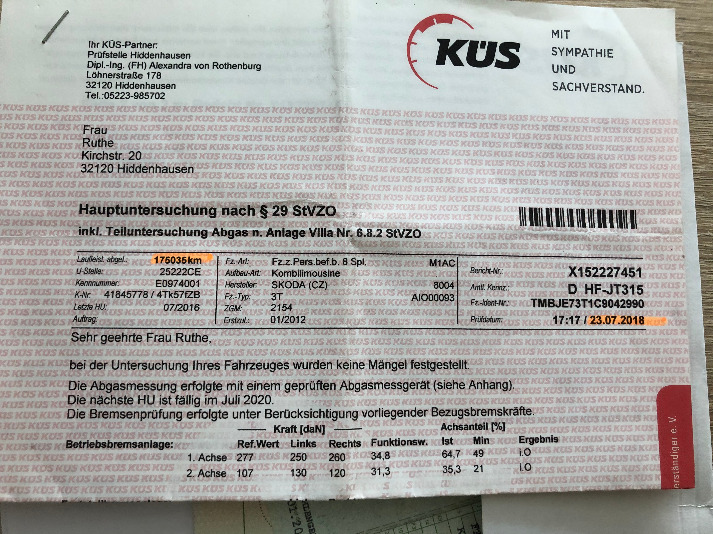 Ihr KÜS-Partner:
Prüfstelle Hiddenhausen
Dipl.-Ing. (FH) Alexandra von Rothenburg
Löhnerstraße 178
32120 Hiddenhausen
Tel.:05223-985702
KÜS
MIT
SYMPATHIE
UND
SACHVERSTAND.
Frau
Ruthe
Kirchstr. 20
32120 Hiddenhausen
Hauptuntersuchung nach § 29 StVZO
inkl. Teiluntersuchung Abgas n. Anlage VIIIa Nr. 6.8.2 StVZO
Laufleist. abgel.: 175035km Fz.-Art: Fz.z.Pers.bef.b. 8 Spl. M1AC Bericht-Nr.: X152227451
U-Stelle: 25222CE Aufbau-Art: Kombilimousine
Kennnummer: E0974001 Hersteller: SKODA (CZ) 8004 Amtl. Kennz.: D HF-JT315
K-Nr: 41845778 / 4TK57EZB Fz.-Typ: 3T AIO00093 Fz.-Ident-Nr.: TMBJE73T1C9042990
Letzte HU: 07/2016 ZGM: 2154
Auftrag: Erstzul.: 01/2012 Prüfdatum: 17:17 / 23.07.2018
Sehr geehrte Frau Ruthe,
bei der Untersuchung Ihres Fahrzeuges wurden keine Mängel festgestellt.
Die Abgasmessung erfolgte mit einem geprüften Abgasmessgerät (siehe Anhang).
Die nächste HU ist fällig im Juli 2020.
Die Bremsenprüfung erfolgte unter Berücksichtigung vorliegender Bezugsbremskräfte.
Kraft [daN] Achsanteil [%]
Betriebsbremsanlage: Ref.Wert Links Rechts Funktionsw. Ist Min Ergebnis
1. Achse 277 250 260 34,8 64,7 49 i.O
2. Achse 107 130 120 31,3 35,3 21 i.O
erständiger e. V.